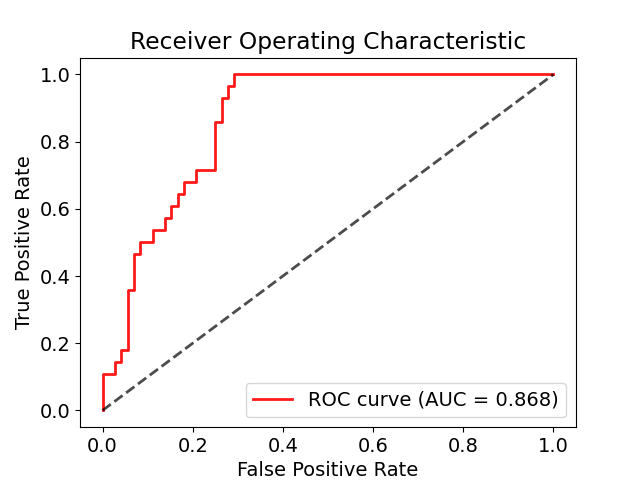 Receiver Operating Characteristic
True Positive Rate
1.0
0.8
0.6
0.4
0.2
0.0
ROC curve (AUC = 0.868)
0.0 0.2 0.4 0.6 0.8 1.0
False Positive Rate